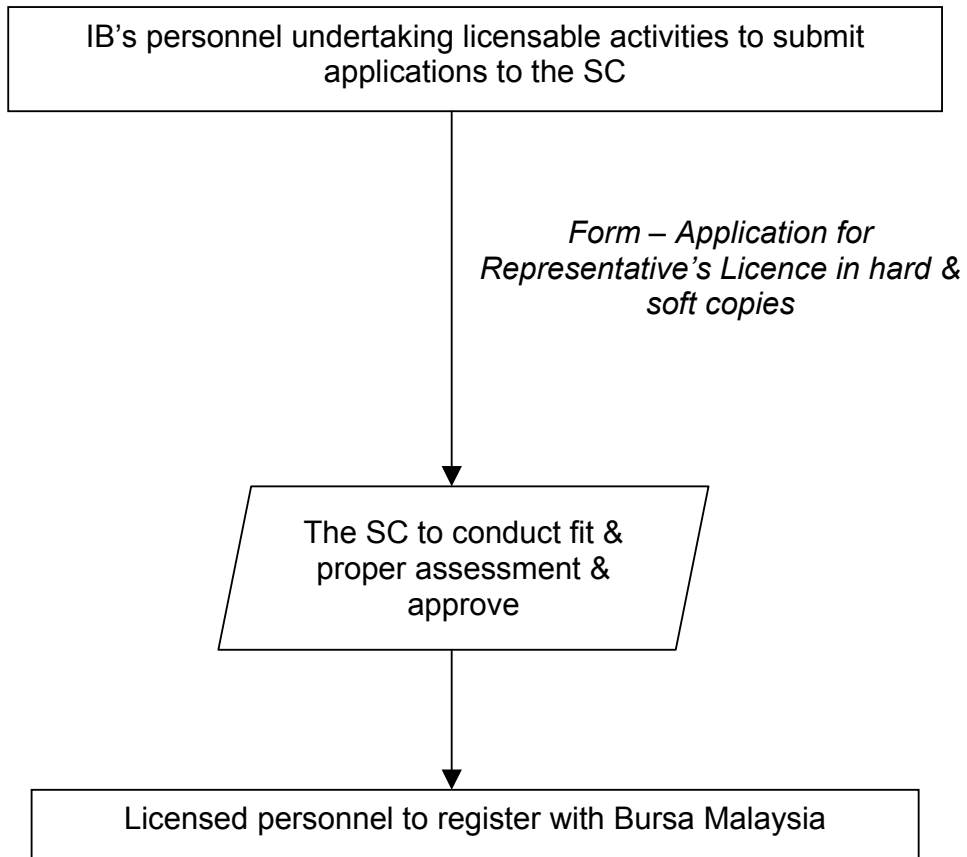 IB's personnel undertaking licensable activities to submit
applications to the SC
Form – Application for
Representative's Licence in hard &
soft copies
The SC to conduct fit &
proper assessment &
approve
Licensed personnel to register with Bursa Malaysia